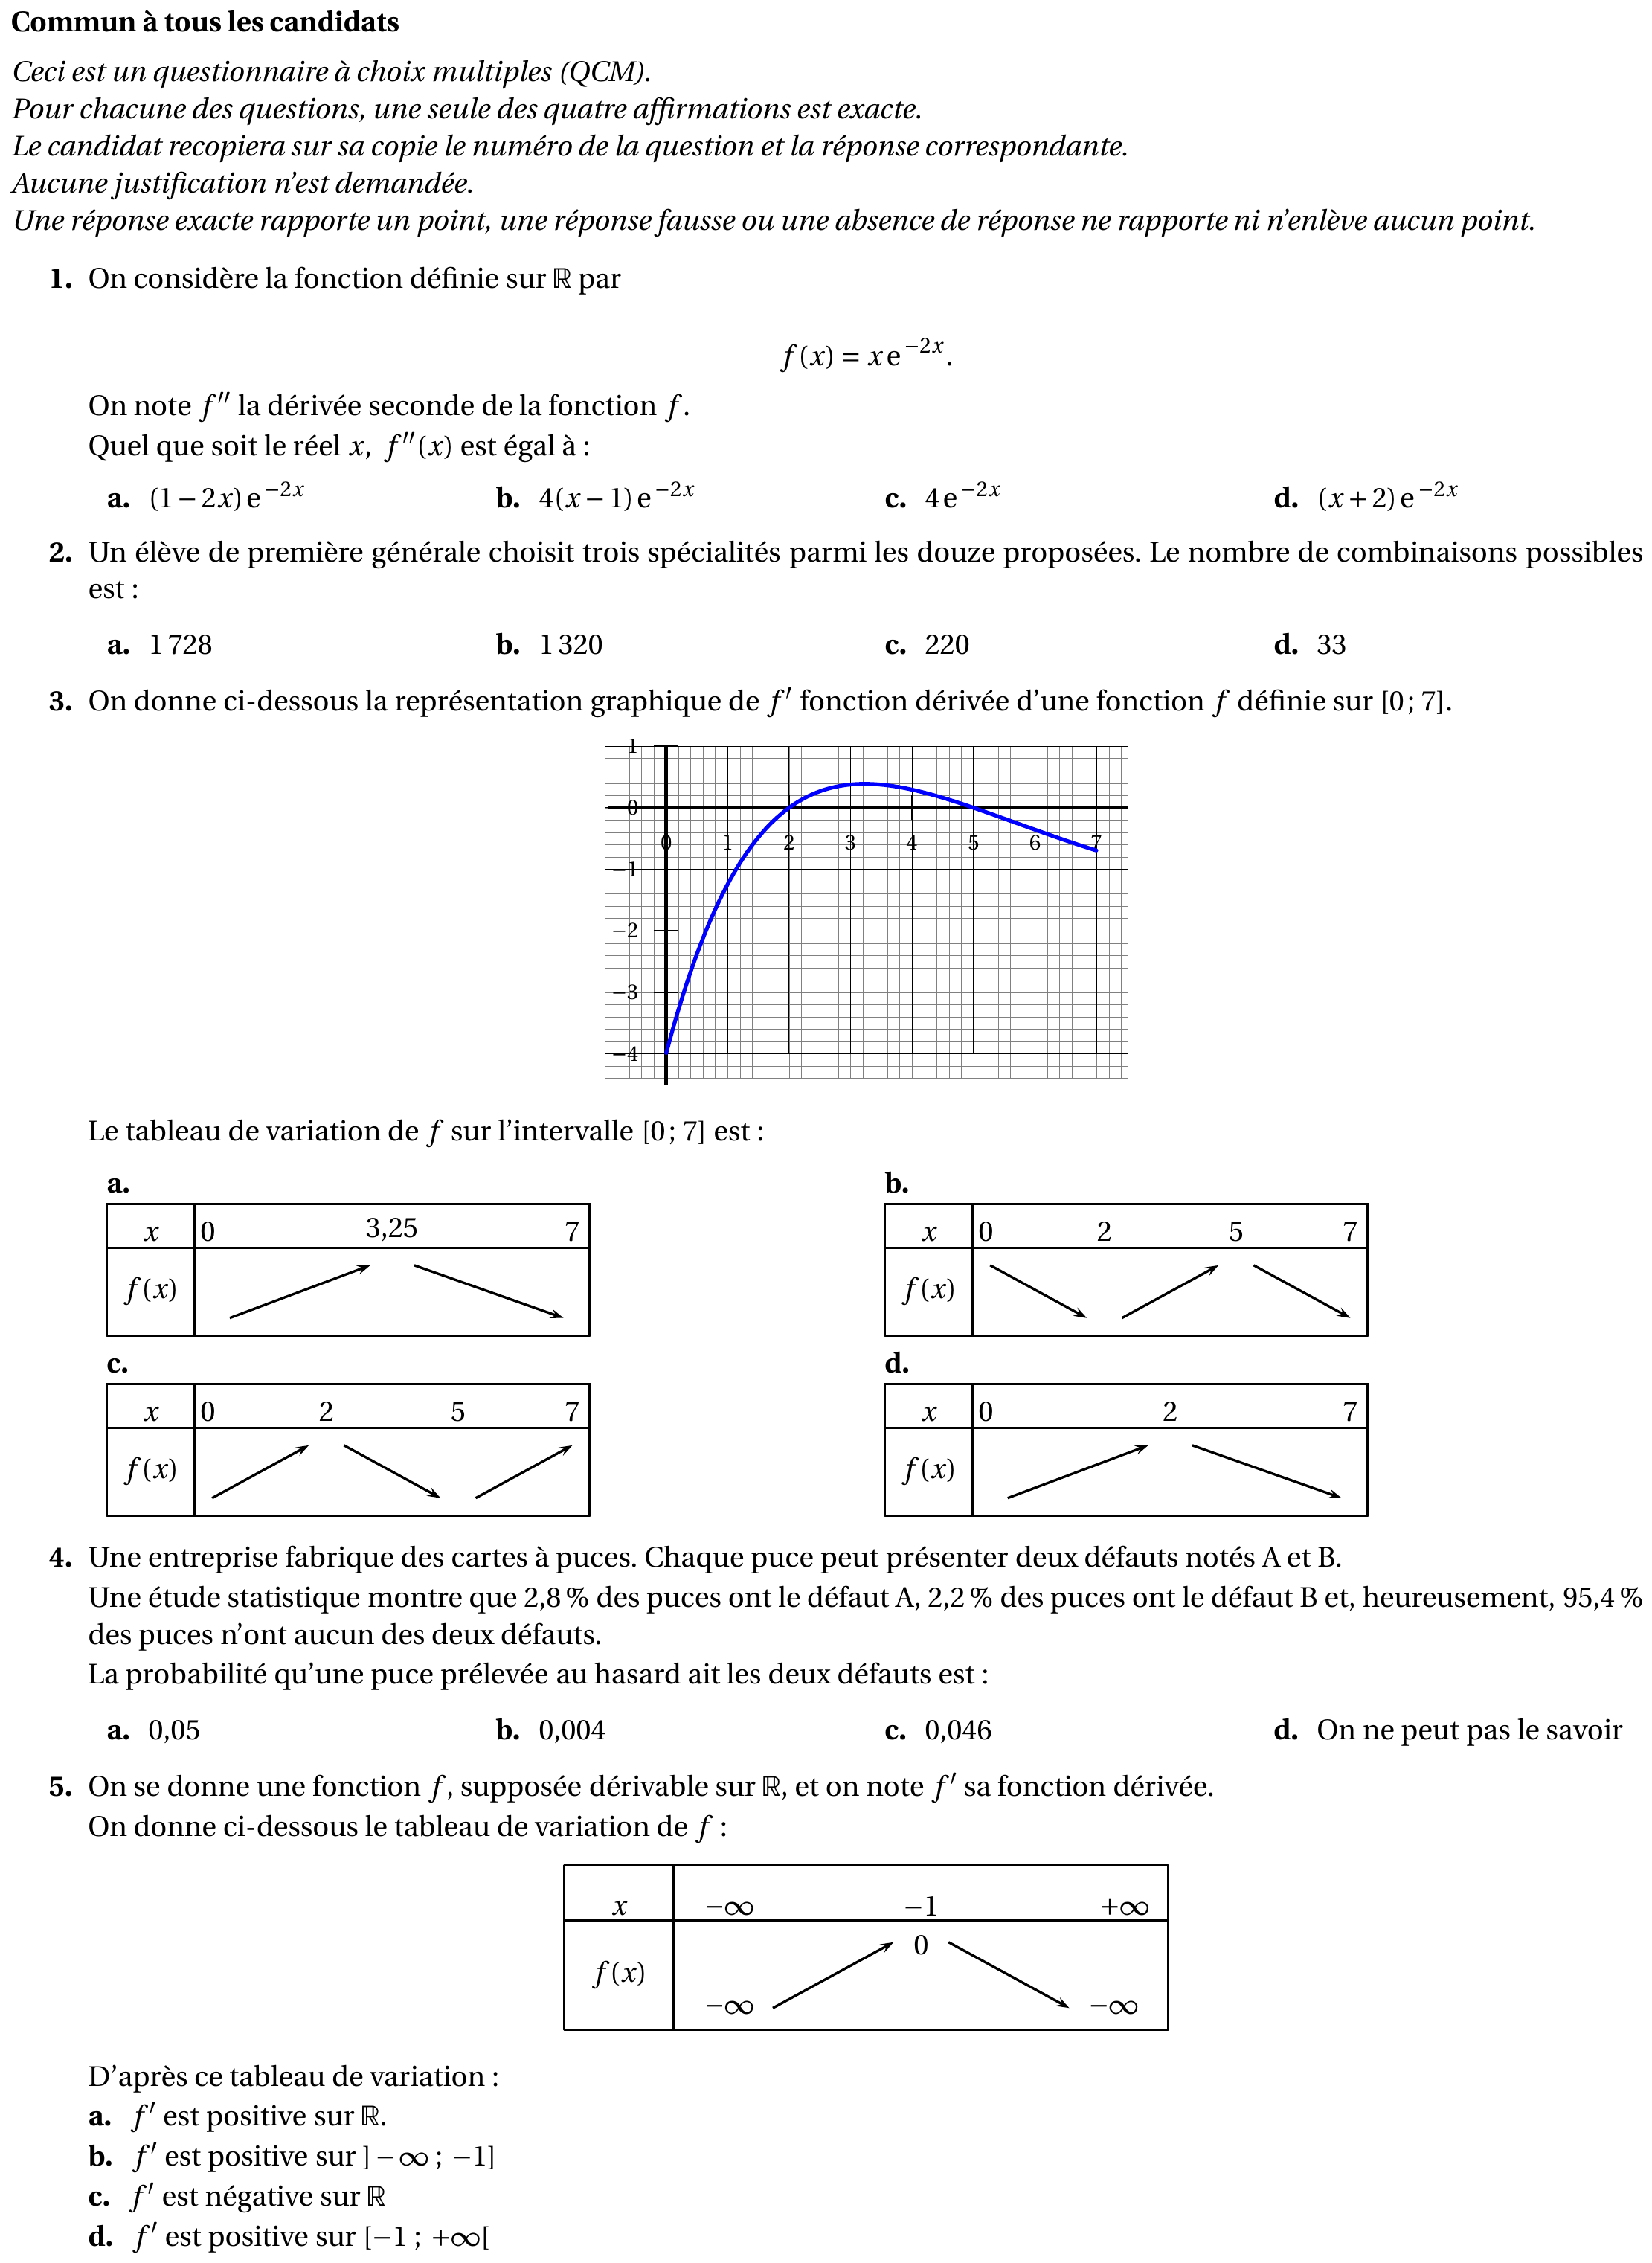 Commun à tous les candidats
Ceci est un questionnaire à choix multiples (QCM).
Pour chacune des questions, une seule des quatre affirmations est exacte.
Le candidat recopiera sur sa copie le numéro de la question et la réponse correspondante.
Aucune justification n'est demandée.
Une réponse exacte rapporte un point, une réponse fausse ou une absence de réponse ne rapporte ni n'enlève aucun point.
1. On considère la fonction définie sur ℝ par
f(x) = x e^{-2x}.
On note f'' la dérivée seconde de la fonction f.
Quel que soit le réel x, f''(x) est égal à :
a. (1 − 2x) e^{-2x} b. 4(x − 1) e^{-2x} c. 4 e^{-2x} d. (x + 2) e^{-2x}
2. Un élève de première générale choisit trois spécialités parmi les douze proposées. Le nombre de combinaisons possibles
est :
a. 1 728 b. 1 320 c. 220 d. 33
3. On donne ci-dessous la représentation graphique de f' fonction dérivée d'une fonction f définie sur [0 ; 7].
1
0
0 1 2 3 4 5 6 7
−1
−2
−3
−4
Le tableau de variation de f sur l'intervalle [0 ; 7] est :
a. b.
x 0 3,25 7 x 0 2 5 7
f(x) f(x)
c. d.
x 0 2 5 7 x 0 2 7
f(x) f(x)
4. Une entreprise fabrique des cartes à puces. Chaque puce peut présenter deux défauts notés A et B.
Une étude statistique montre que 2,8 % des puces ont le défaut A, 2,2 % des puces ont le défaut B et, heureusement, 95,4 %
des puces n'ont aucun des deux défauts.
La probabilité qu'une puce prélevée au hasard ait les deux défauts est :
a. 0,05 b. 0,004 c. 0,046 d. On ne peut pas le savoir
5. On se donne une fonction f, supposée dérivable sur ℝ, et on note f' sa fonction dérivée.
On donne ci-dessous le tableau de variation de f :
x −∞ −1 +∞
0
f(x)
−∞ −∞
D'après ce tableau de variation :
a. f' est positive sur ℝ.
b. f' est positive sur ] − ∞ ; −1]
c. f' est négative sur ℝ
d. f' est positive sur [−1 ; +∞[